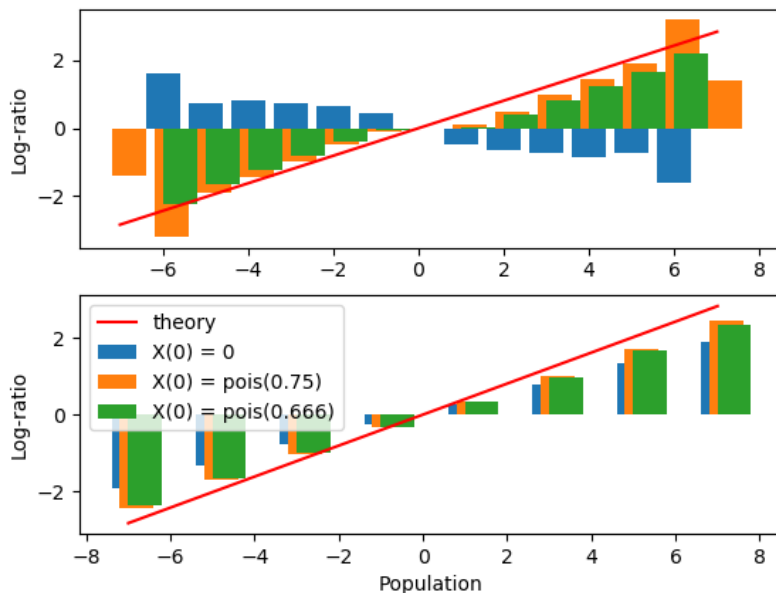 Log-ratio
2
0
−2
−6 −4 −2 0 2 4 6 8
Log-ratio
2
0
−2
theory
X(0) = 0
X(0) = pois(0.75)
X(0) = pois(0.666)
−8 −6 −4 −2 0 2 4 6 8
Population